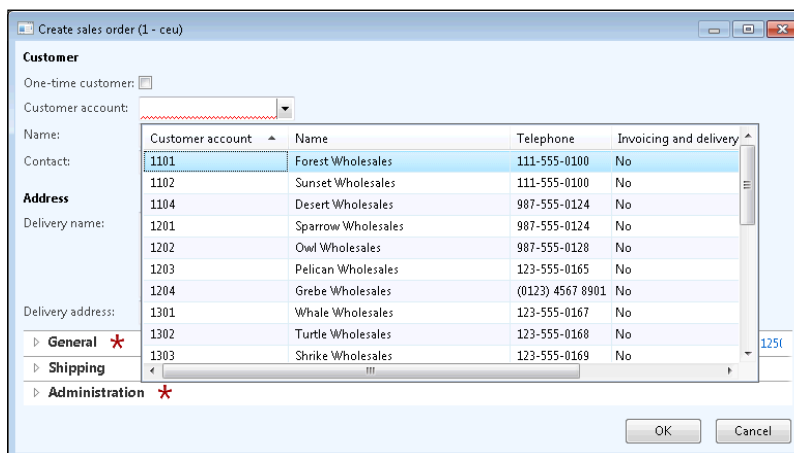 Create sales order (1 - ceu)
Customer
One-time customer:
Customer account:
Name:
Contact:
Customer account Name Telephone Invoicing and delivery
1101 Forest Wholesales 111-555-0100 No
1102 Sunset Wholesales 111-555-0100 No
1104 Desert Wholesales 987-555-0124 No
1201 Sparrow Wholesales 987-555-0124 No
1202 Owl Wholesales 987-555-0128 No
1203 Pelican Wholesales 123-555-0165 No
1204 Grebe Wholesales (0123) 4567 8901 No
1301 Whale Wholesales 123-555-0167 No
1302 Turtle Wholesales 123-555-0168 No
1303 Shrike Wholesales 123-555-0169 No
Address
Delivery name:
Delivery address:
General *
Shipping
Administration *
OK Cancel